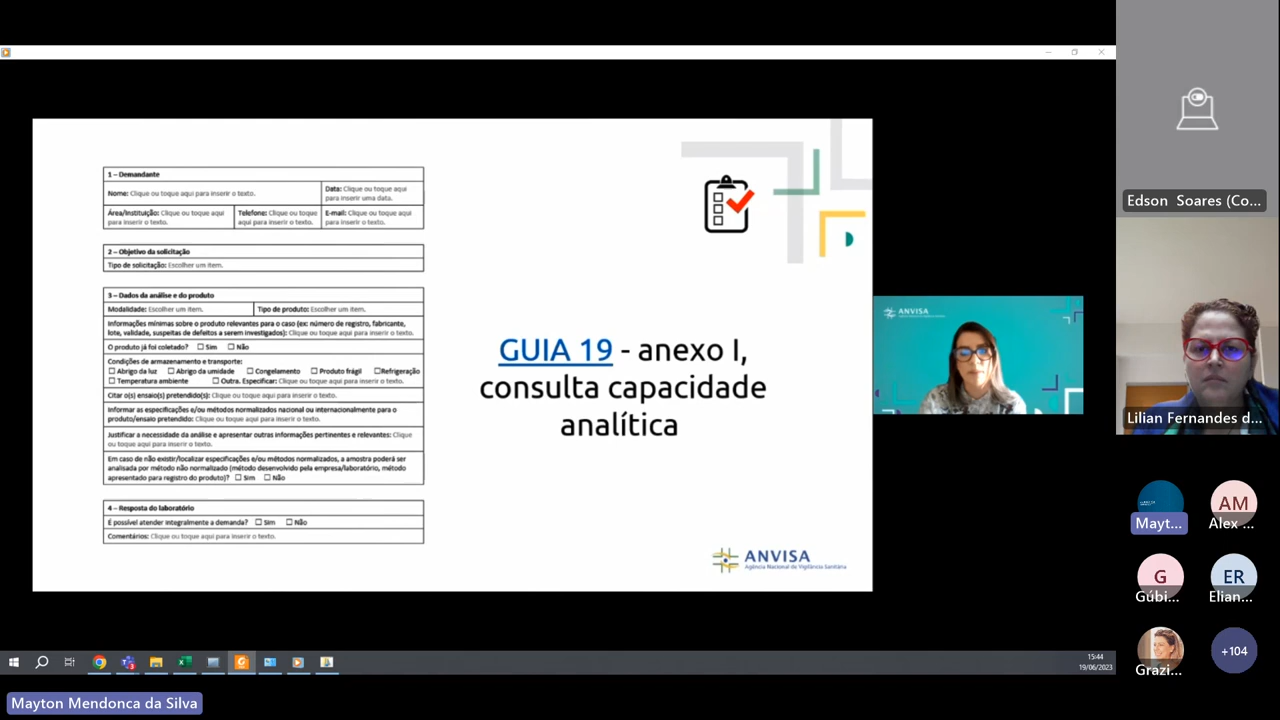 1 – Demandante
Nome: Clique ou toque aqui para inserir o texto.
Data: Clique ou toque aqui
para inserir uma data.
Área/Instituição: Clique ou toque aqui
para inserir o texto.
Telefone: Clique ou toque
aqui para inserir o texto.
E-mail: Clique ou toque aqui
para inserir o texto.
2 – Objetivo da solicitação
Tipo de solicitação: Escolher um item.
3 – Dados da análise e do produto
Modalidade: Escolher um item.
Tipo de produto: Escolher um item.
Informações mínimas sobre o produto relevantes para o caso (ex: número de registro, fabricante,
lote, validade, suspeitas de defeitos a serem investigados): Clique ou toque aqui para inserir o texto.
O produto já foi coletado? ☐ Sim ☐ Não
Condições de armazenamento e transporte:
☐ Abrigo da luz ☐ Abrigo da umidade ☐ Congelamento ☐ Produto frágil ☐Refrigeração
☐ Temperatura ambiente ☐ Outra. Especificar: Clique ou toque aqui para inserir o texto.
Citar o(s) ensaio(s) pretendido(s): Clique ou toque aqui para inserir o texto.
Informar as especificações e/ou métodos normalizados nacional ou internacionalmente para o
produto/ensaio pretendido: Clique ou toque aqui para inserir o texto.
Justificar a necessidade da análise e apresentar outras informações pertinentes e relevantes: Clique
ou toque aqui para inserir o texto.
Em caso de não existir/localizar especificações e/ou métodos normalizados, a amostra poderá ser
analisada por método não normalizado (método desenvolvido pela empresa/laboratório, método
apresentado para registro do produto)? ☐ Sim ☐ Não
4 – Resposta do laboratório
É possível atender integralmente a demanda? ☐ Sim ☐ Não
Comentários: Clique ou toque aqui para inserir o texto.
GUIA 19 - anexo I,
consulta capacidade
analítica
ANVISA
Agência Nacional de Vigilância Sanitária
ANVISA
Edson Soares (Co...
Lilian Fernandes d...
Mayt...
AM
Alex ...
G
Gúbi...
ER
Elian...
Grazi...
+104
15:44
19/06/2023
Mayton Mendonca da Silva